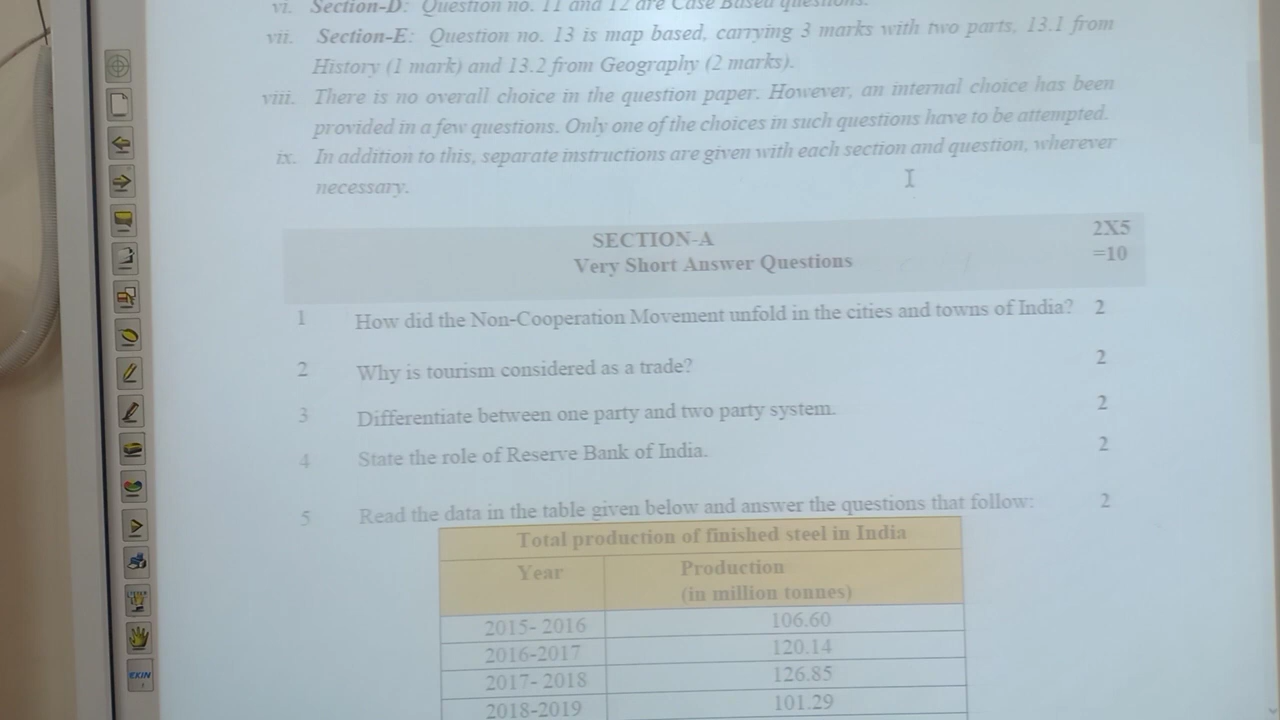 vi. Section-D: Question no. 11 and 12 are Case Based questions.
vii. Section-E: Question no. 13 is map based, carrying 3 marks with two parts, 13.1 from
History (1 mark) and 13.2 from Geography (2 marks).
viii. There is no overall choice in the question paper. However, an internal choice has been
provided in a few questions. Only one of the choices in such questions have to be attempted.
ix. In addition to this, separate instructions are given with each section and question, wherever
necessary.
SECTION-A 2X5
Very Short Answer Questions =10
1 How did the Non-Cooperation Movement unfold in the cities and towns of India? 2
2 Why is tourism considered as a trade? 2
3 Differentiate between one party and two party system. 2
4 State the role of Reserve Bank of India. 2
5 Read the data in the table given below and answer the questions that follow: 2
Total production of finished steel in India
Year Production
(in million tonnes)
2015- 2016 106.60
2016-2017 120.14
2017- 2018 126.85
2018-2019 101.29
EKIN